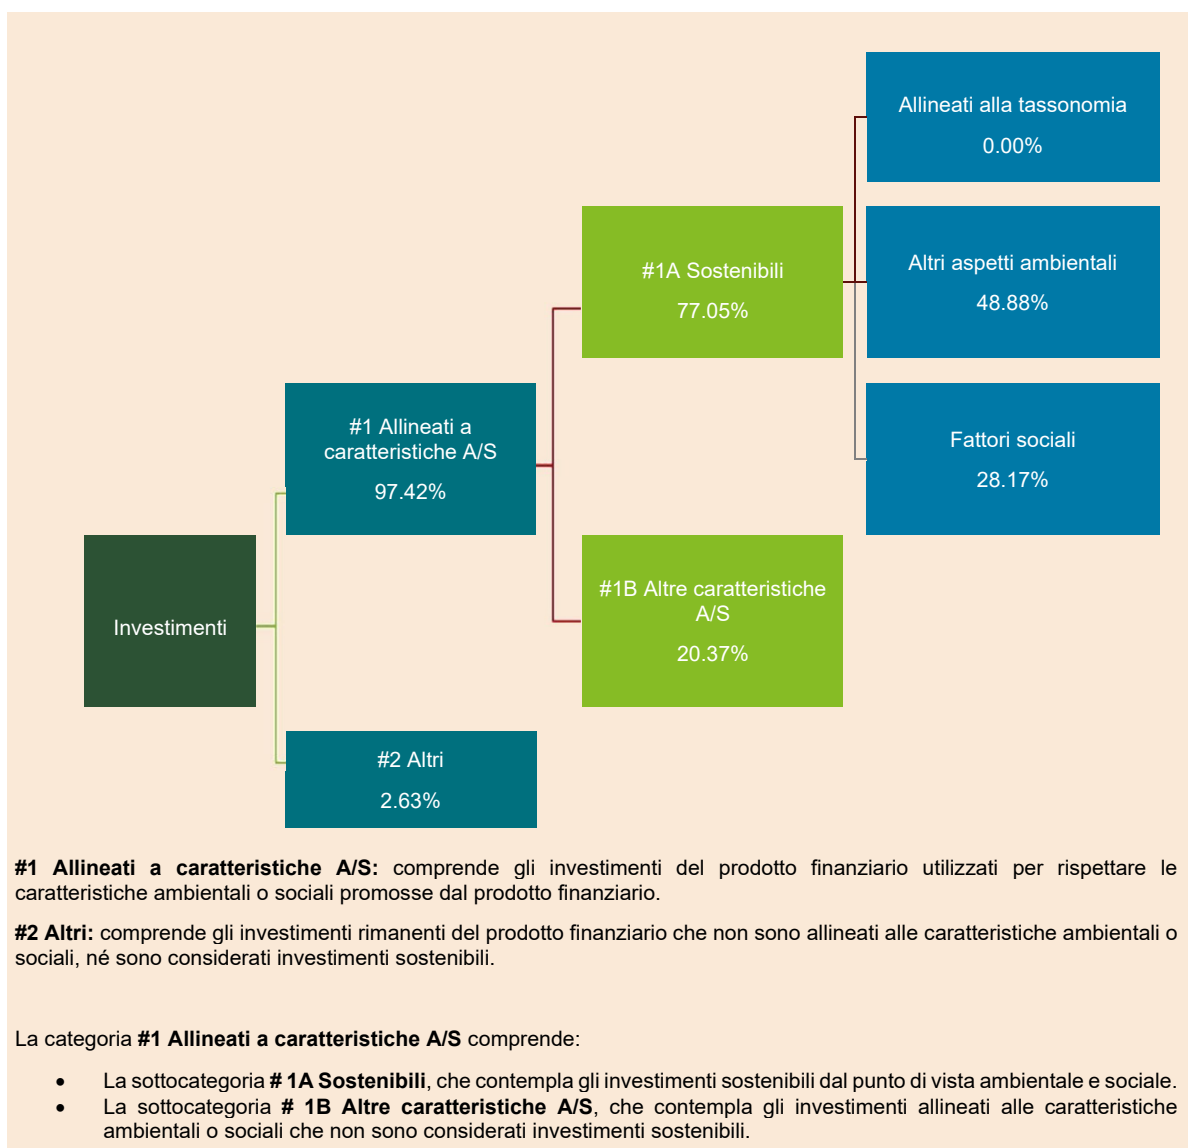 Allineati alla tassonomia
0.00%
#1A Sostenibili
77.05%
Altri aspetti ambientali
48.88%
#1 Allineati a
caratteristiche A/S
97.42%
Fattori sociali
28.17%
Investimenti
#1B Altre caratteristiche
A/S
20.37%
#2 Altri
2.63%
#1 Allineati a caratteristiche A/S: comprende gli investimenti del prodotto finanziario utilizzati per rispettare le
caratteristiche ambientali o sociali promosse dal prodotto finanziario.
#2 Altri: comprende gli investimenti rimanenti del prodotto finanziario che non sono allineati alle caratteristiche ambientali o
sociali, né sono considerati investimenti sostenibili.
La categoria #1 Allineati a caratteristiche A/S comprende:
• La sottocategoria # 1A Sostenibili, che contempla gli investimenti sostenibili dal punto di vista ambientale e sociale.
• La sottocategoria # 1B Altre caratteristiche A/S, che contempla gli investimenti allineati alle caratteristiche
ambientali o sociali che non sono considerati investimenti sostenibili.